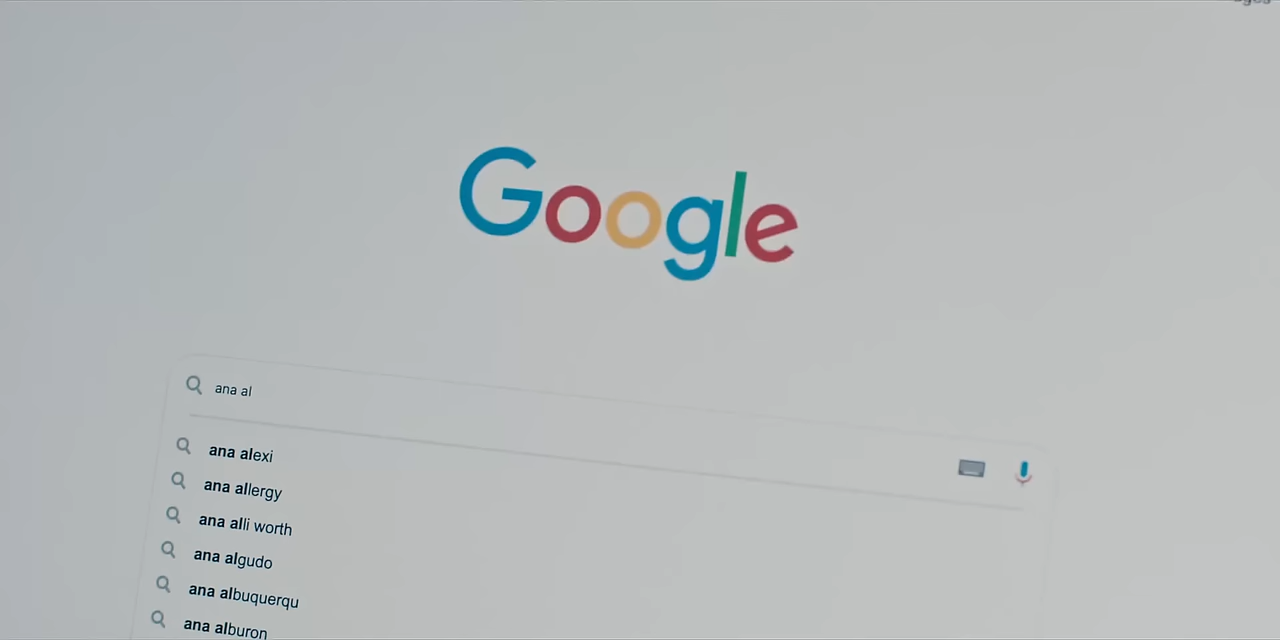 Google
ana al
ana alexi
ana allergy
ana alli worth
ana algudo
ana albuquerqu
ana alburon